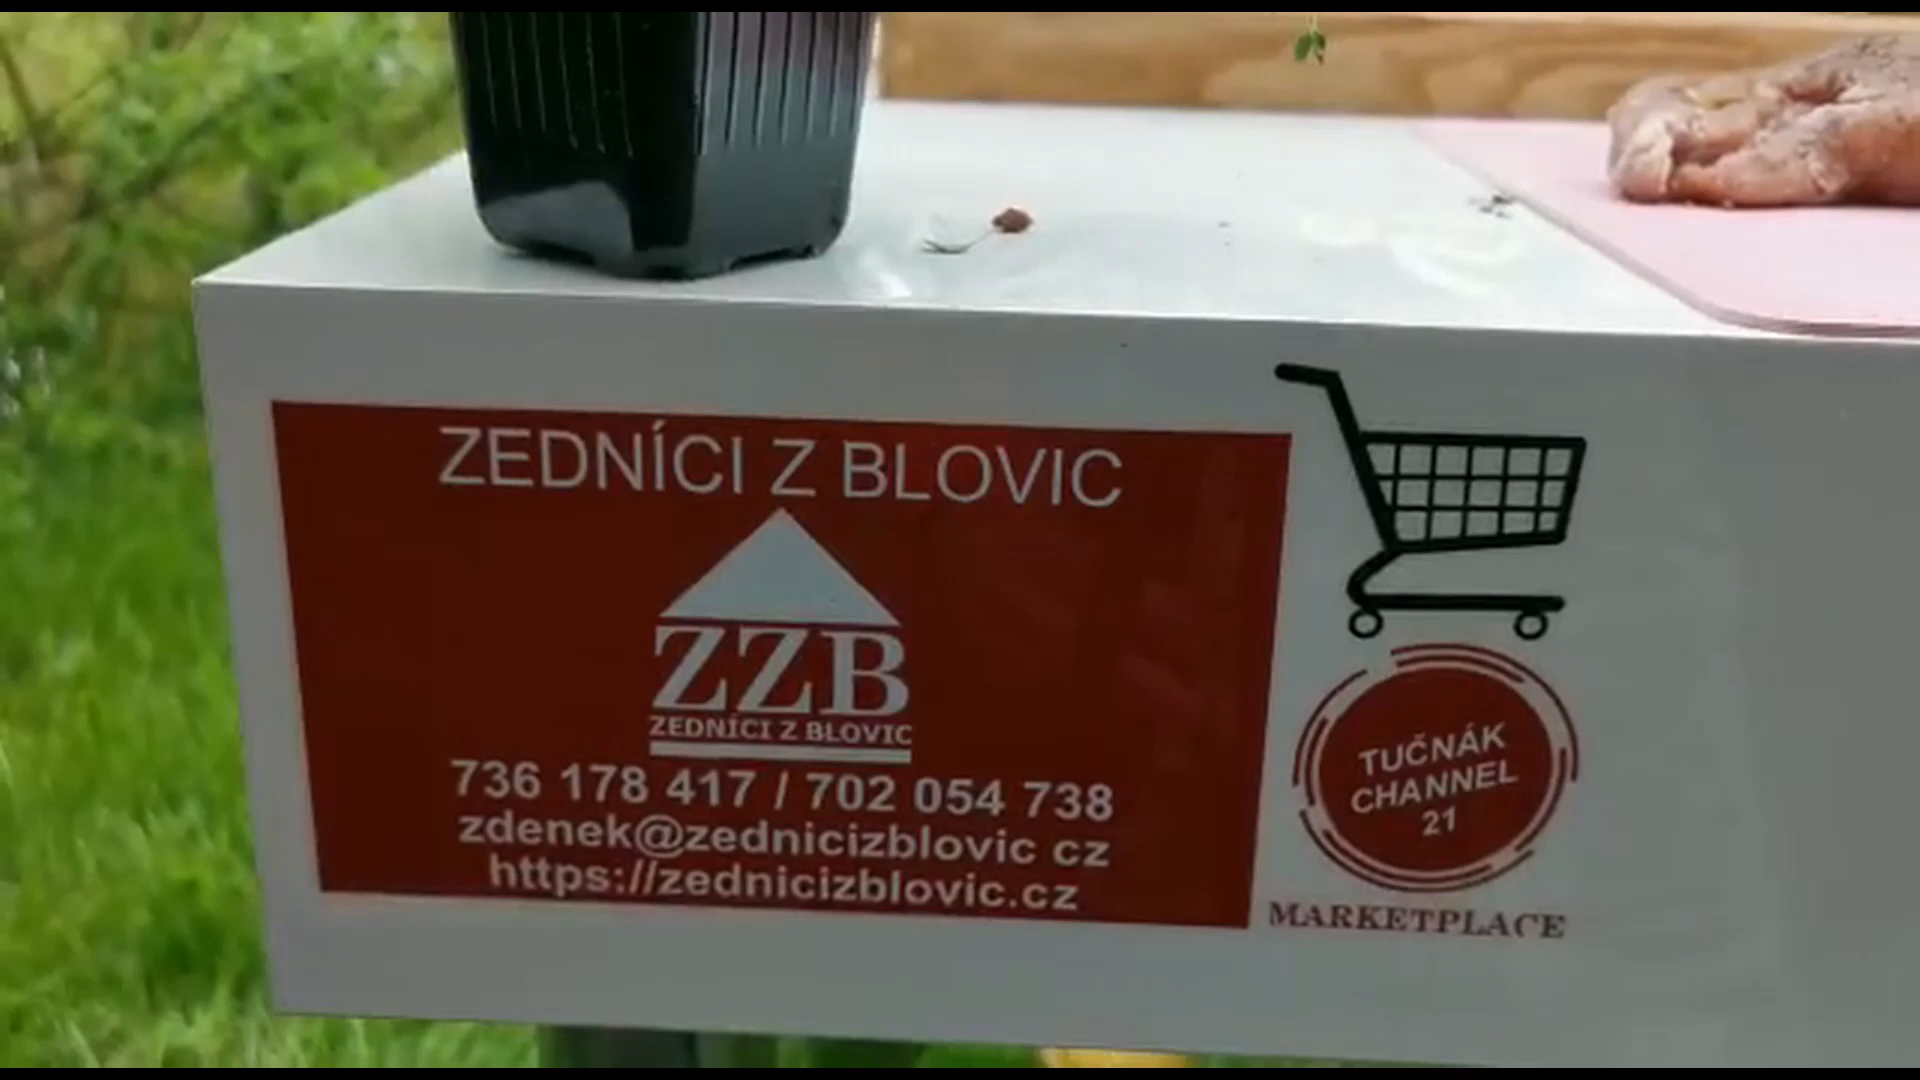 ZEDNÍCI Z BLOVIC
ZZB
ZEDNÍCI Z BLOVIC
736 178 417 / 702 054 738
zdenek@zednicizblovic cz
https://zednicizblovic.cz
TUČNÁK
CHANNEL
21
MARKETPLACE